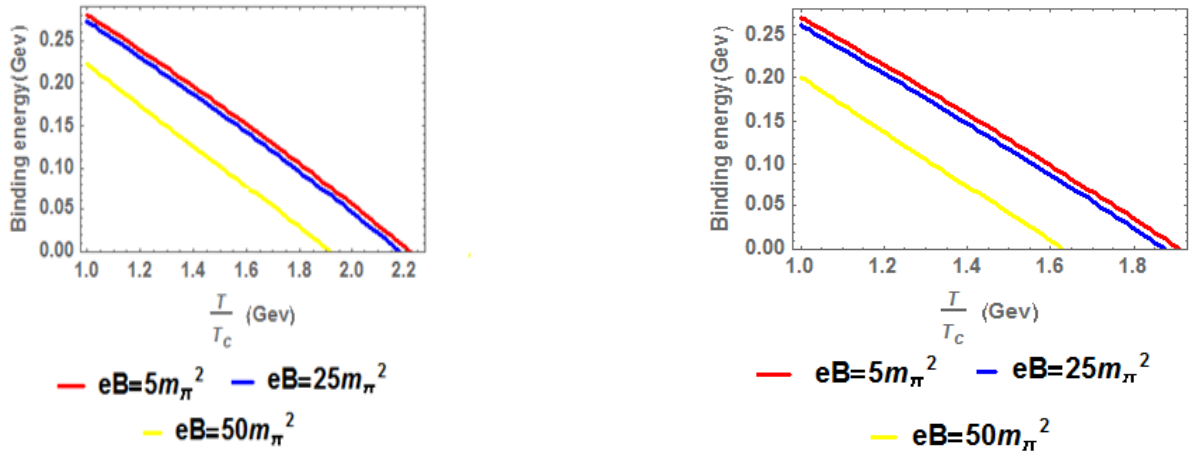 Binding energy(Gev)
0.25
0.20
0.15
0.10
0.05
0.00
1.0 1.2 1.4 1.6 1.8 2.0 2.2
T/T_c (Gev)
eB=5m_π^2 eB=25m_π^2
eB=50m_π^2
Binding energy(Gev)
0.25
0.20
0.15
0.10
0.05
0.00
1.0 1.2 1.4 1.6 1.8
T/T_c (Gev)
eB=5m_π^2 eB=25m_π^2
eB=50m_π^2